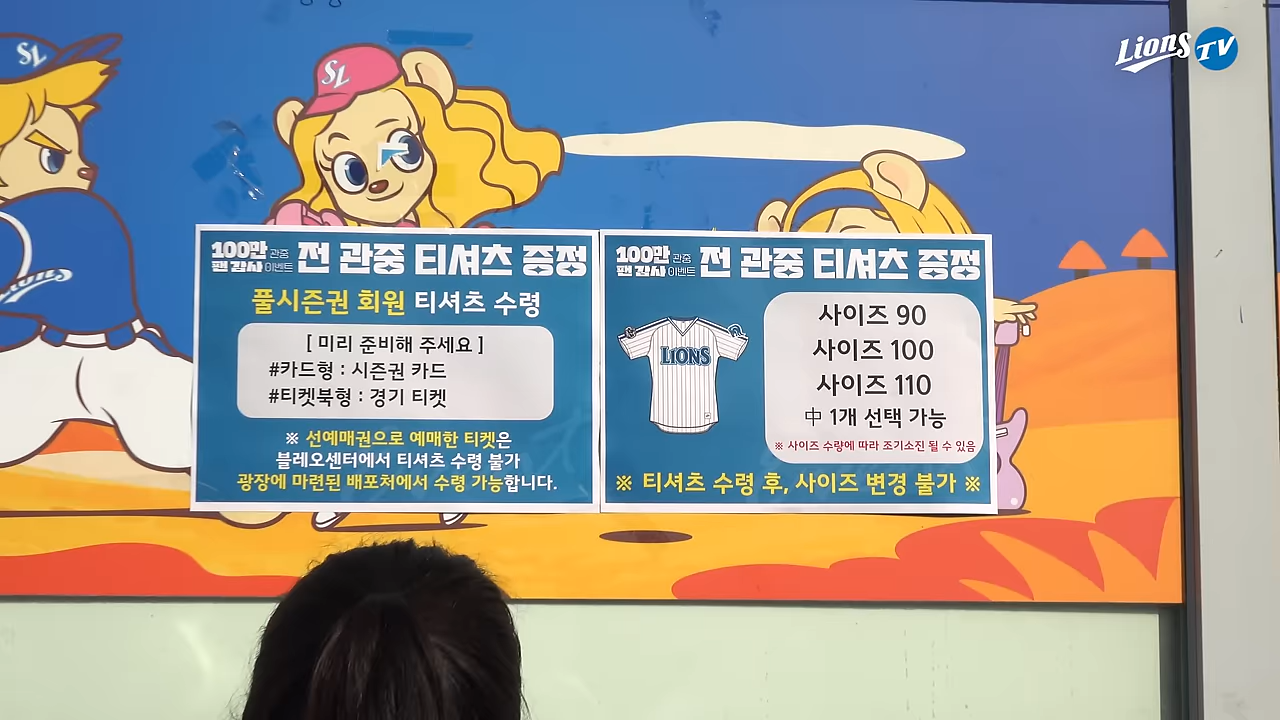 Lions TV
SL
SL
Lions
100만 관중
팬 감사 이벤트
전 관중 티셔츠 증정
풀시즌권 회원 티셔츠 수령
[ 미리 준비해 주세요 ]
#카드형 : 시즌권 카드
#티켓북형 : 경기 티켓
※ 선예매권으로 예매한 티켓은
블레오센터에서 티셔츠 수령 불가
광장에 마련된 배포처에서 수령 가능합니다.
100만 관중
팬 감사 이벤트
전 관중 티셔츠 증정
LIONS
사이즈 90
사이즈 100
사이즈 110
中 1개 선택 가능
※ 사이즈 수량에 따라 조기소진 될 수 있음
※ 티셔츠 수령 후, 사이즈 변경 불가 ※